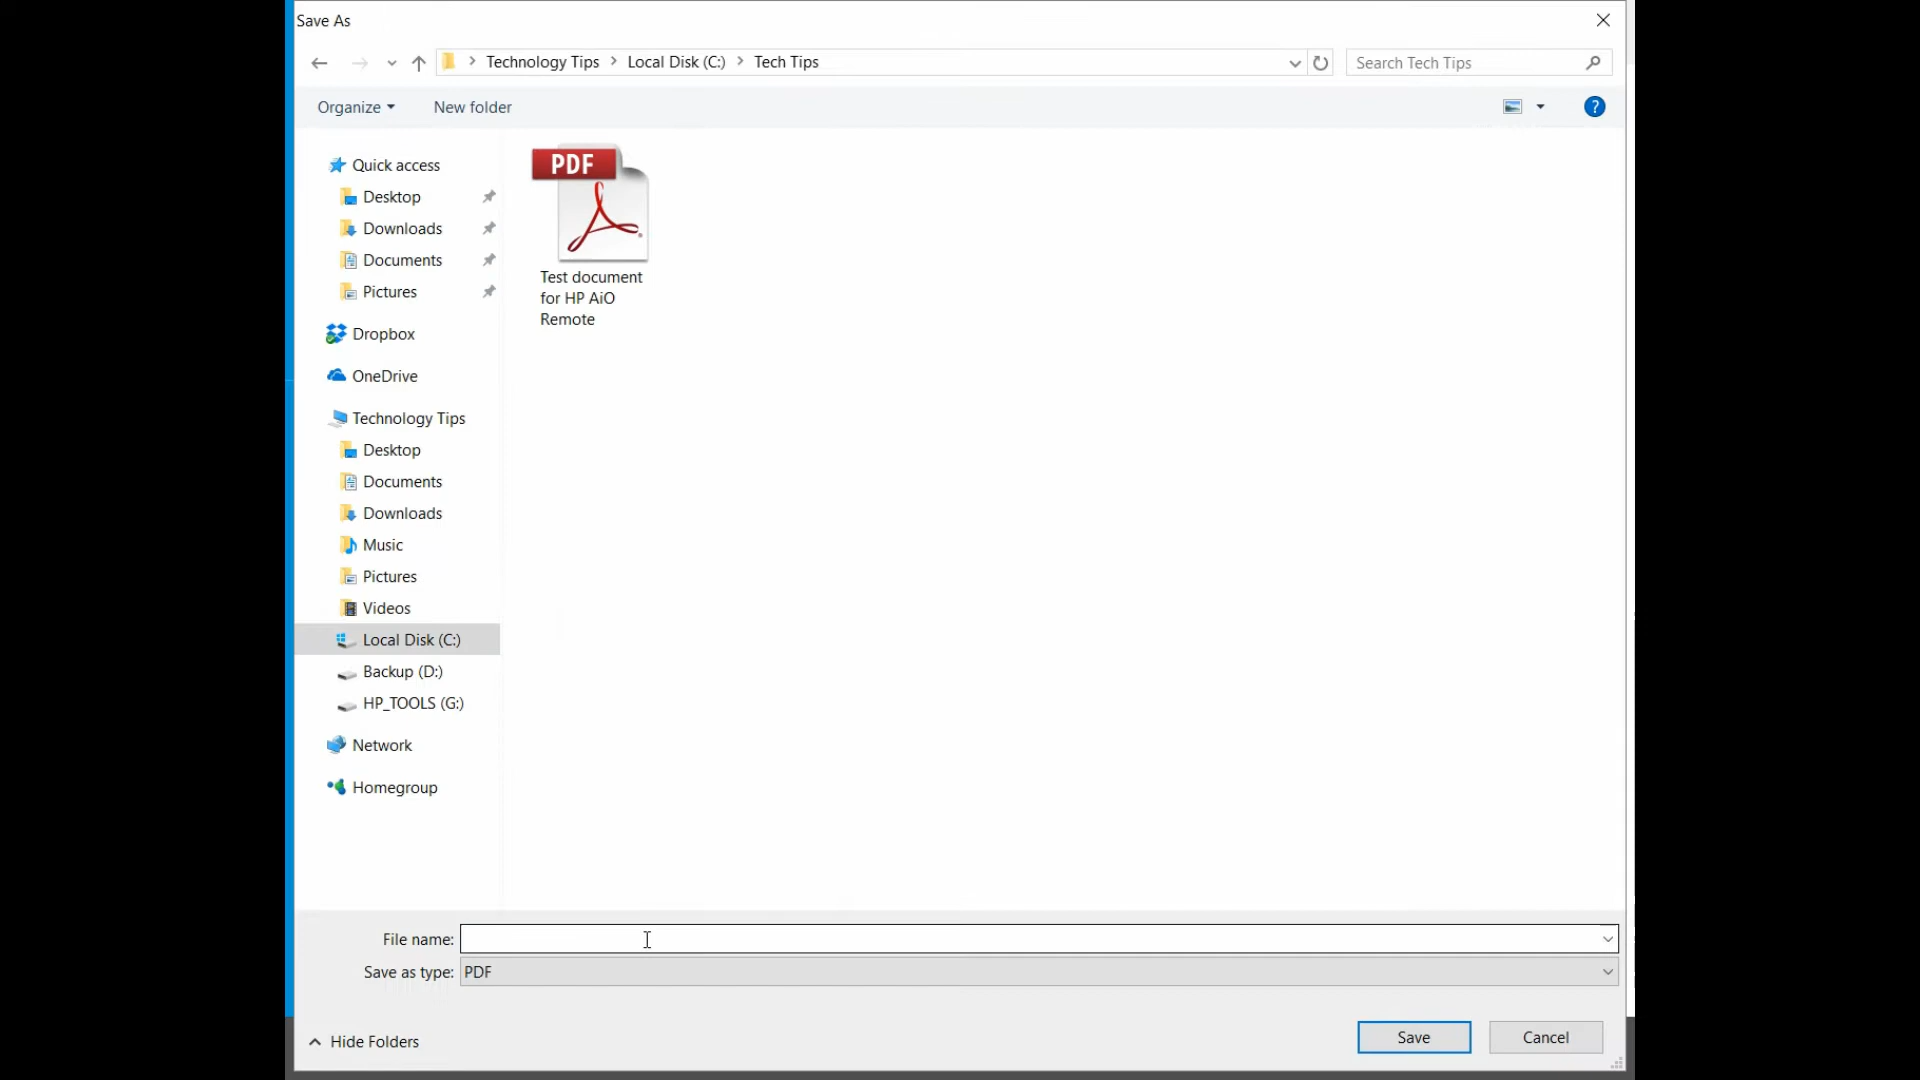 Save As
Technology Tips > Local Disk (C:) > Tech Tips
Search Tech Tips
Organize
New folder
?
Quick access
Desktop
Downloads
Documents
Pictures
Dropbox
OneDrive
Technology Tips
Desktop
Documents
Downloads
Music
Pictures
Videos
Local Disk (C:)
Backup (D:)
HP_TOOLS (G:)
Network
Homegroup
PDF
Test document
for HP AiO
Remote
File name:
Save as type: PDF
Hide Folders
Save
Cancel